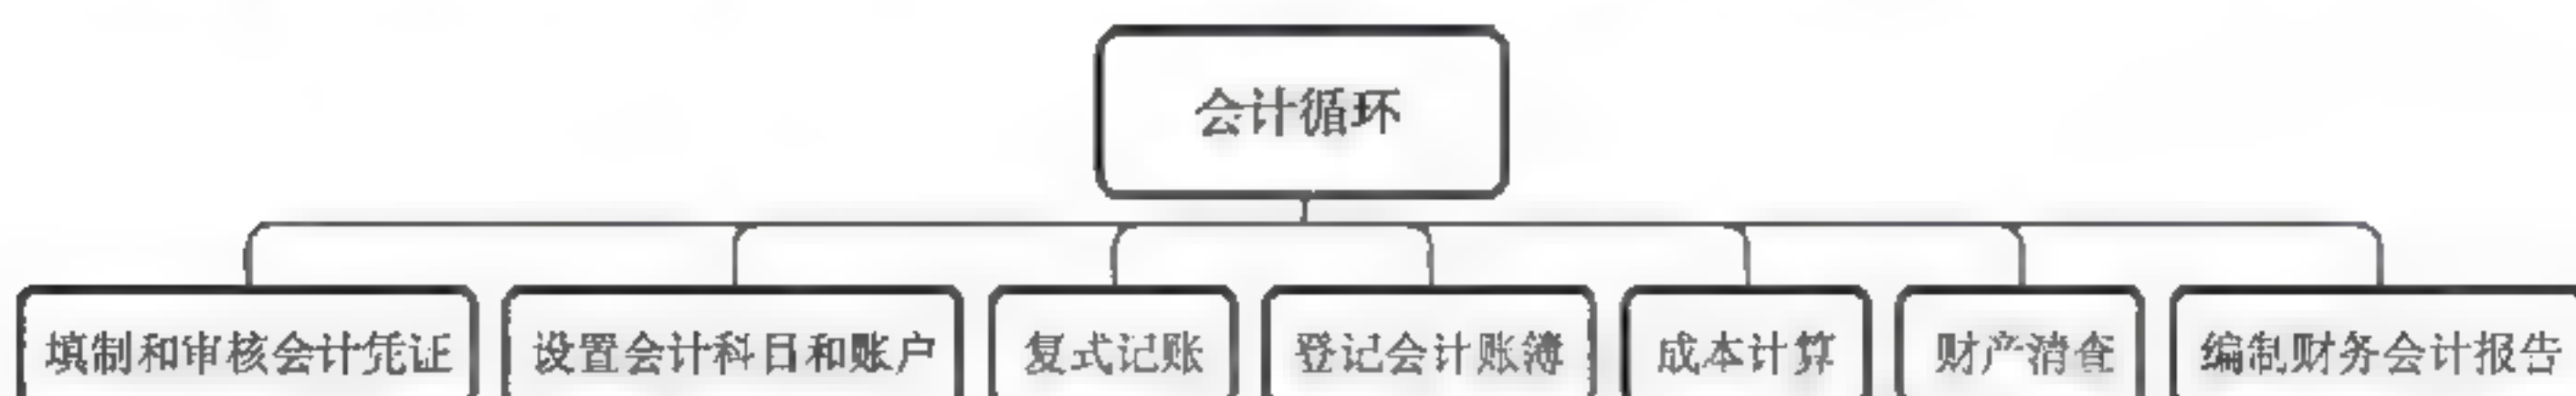 会计循环
填制和审核会计凭证
设置会计科目和账户
复式记账
登记会计账簿
成本计算
财产清查
编制财务会计报告